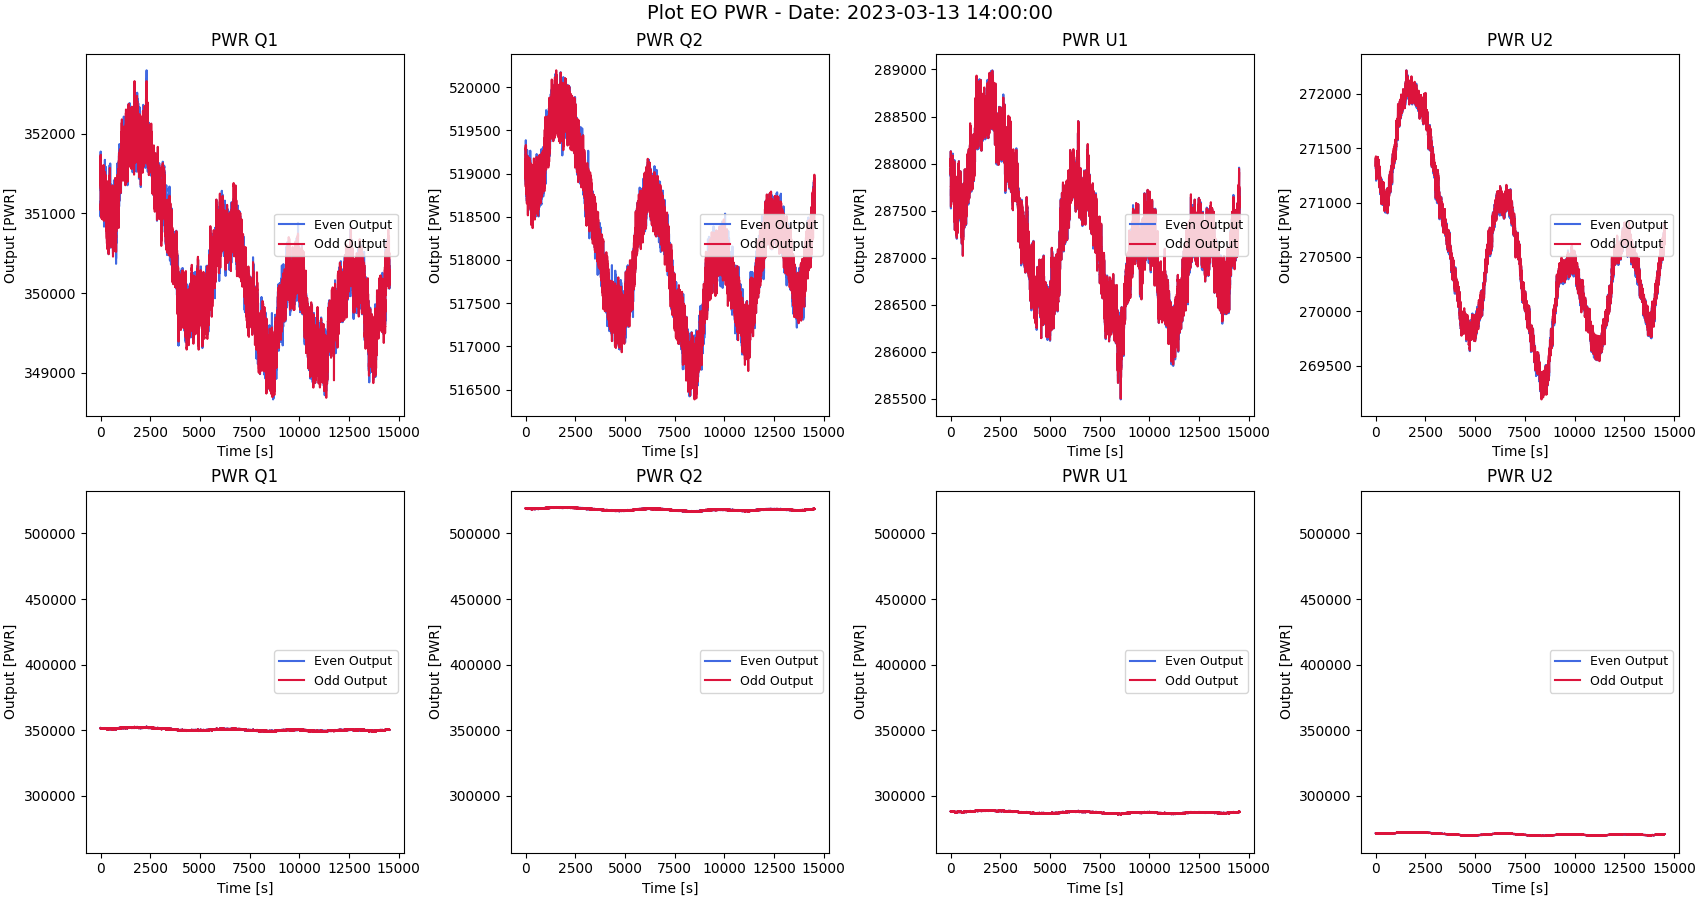 Plot EO PWR - Date: 2023-03-13 14:00:00
PWR Q1
Output [PWR]
352000
351000
350000
349000
Even Output
Odd Output
0 2500 5000 7500 10000 12500 15000
Time [s]
PWR Q2
Output [PWR]
520000
519500
519000
518500
518000
517500
517000
516500
Even Output
Odd Output
0 2500 5000 7500 10000 12500 15000
Time [s]
PWR U1
Output [PWR]
289000
288500
288000
287500
287000
286500
286000
285500
Even Output
Odd Output
0 2500 5000 7500 10000 12500 15000
Time [s]
PWR U2
Output [PWR]
272000
271500
271000
270500
270000
269500
Even Output
Odd Output
0 2500 5000 7500 10000 12500 15000
Time [s]
PWR Q1
Output [PWR]
500000
450000
400000
350000
300000
Even Output
Odd Output
0 2500 5000 7500 10000 12500 15000
Time [s]
PWR Q2
Output [PWR]
500000
450000
400000
350000
300000
Even Output
Odd Output
0 2500 5000 7500 10000 12500 15000
Time [s]
PWR U1
Output [PWR]
500000
450000
400000
350000
300000
Even Output
Odd Output
0 2500 5000 7500 10000 12500 15000
Time [s]
PWR U2
Output [PWR]
500000
450000
400000
350000
300000
Even Output
Odd Output
0 2500 5000 7500 10000 12500 15000
Time [s]